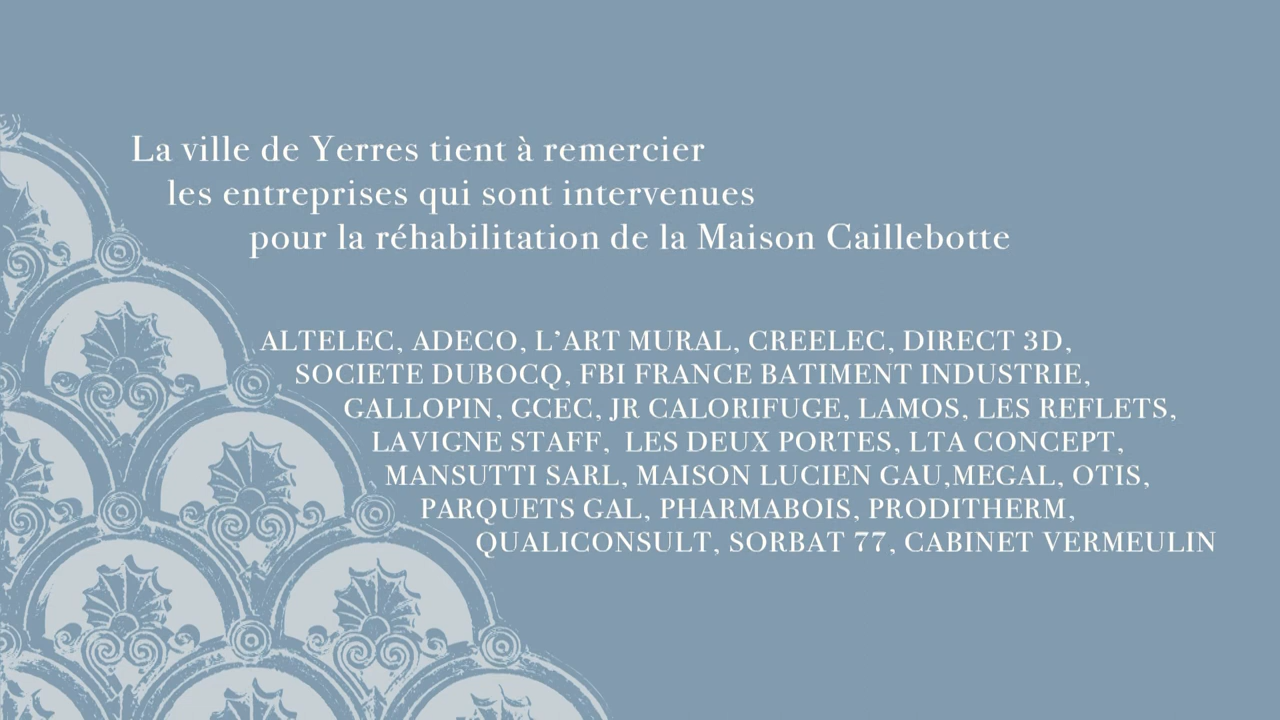 La ville de Yerres tient à remercier
les entreprises qui sont intervenues
pour la réhabilitation de la Maison Caillebotte
ALTELEC, ADECO, L’ART MURAL, CREELEC, DIRECT 3D,
SOCIETE DUBOCQ, FBI FRANCE BATIMENT INDUSTRIE,
GALLOPIN, GCEC, JR CALORIFUGE, LAMOS, LES REFLETS,
LAVIGNE STAFF, LES DEUX PORTES, LTA CONCEPT,
MANSUTTI SARL, MAISON LUCIEN GAU,MEGAL, OTIS,
PARQUETS GAL, PHARMABOIS, PRODITHERM,
QUALICONSULT, SORBAT 77, CABINET VERMEULIN